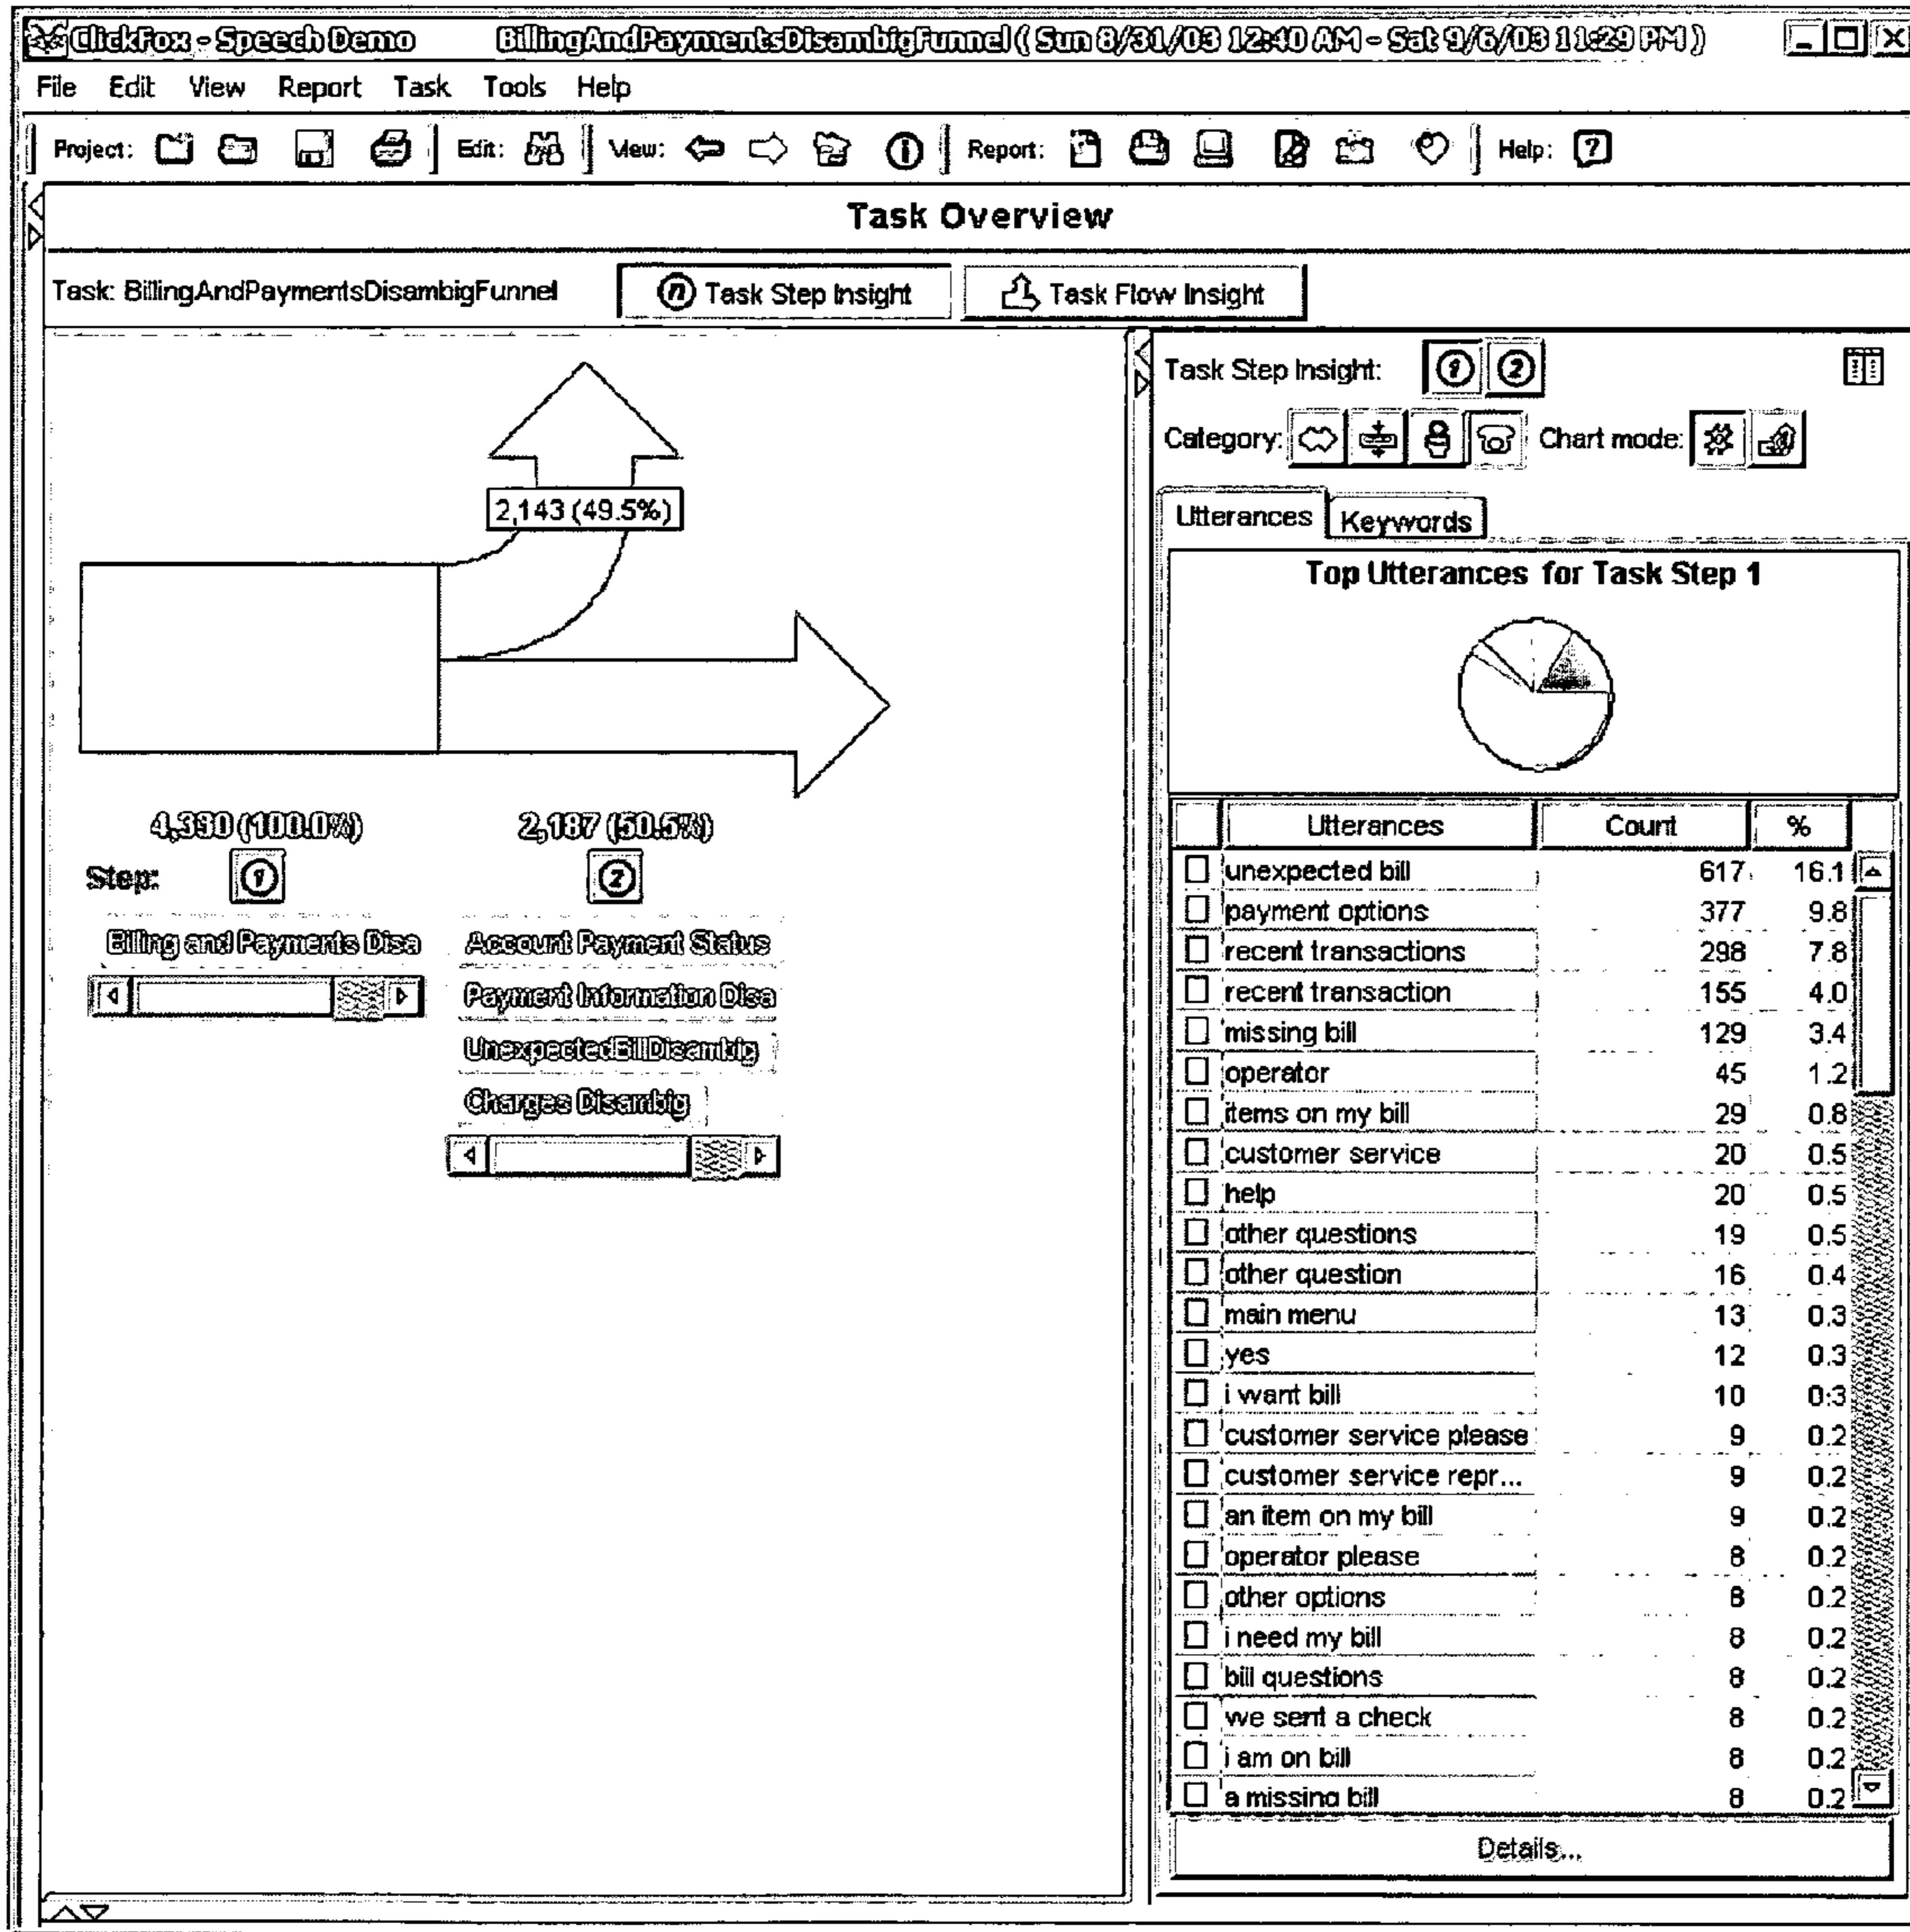 ClickFox - Speech Demo BillingAndPaymentsDisambigFunnel ( Sun 8/31/03 12:40 AM - Sat 9/6/03 11:29 PM )
File Edit View Report Task Tools Help
Project: Edit: View: Report: Help:
Task Overview
Task: BillingAndPaymentsDisambigFunnel Task Step Insight Task Flow Insight
2,143 (49.5%)
4,330 (100.0%) 2,187 (50.5%)
Step: 1 2
Billing and Payments Disa Account Payment Status
Payment Information Disa
UnexpectedBillDisambig
Charges Disambig
Task Step Insight: 1 2
Category: Chart mode:
Utterances Keywords
Top Utterances for Task Step 1
Utterances Count %
unexpected bill 617 16.1
payment options 377 9.8
recent transactions 298 7.8
recent transaction 155 4.0
missing bill 129 3.4
operator 45 1.2
items on my bill 29 0.8
customer service 20 0.5
help 20 0.5
other questions 19 0.5
other question 16 0.4
main menu 13 0.3
yes 12 0.3
i want bill 10 0.3
customer service please 9 0.2
customer service repr... 9 0.2
an item on my bill 9 0.2
operator please 8 0.2
other options 8 0.2
i need my bill 8 0.2
bill questions 8 0.2
we sent a check 8 0.2
i am on bill 8 0.2
a missing bill 8 0.2
Details...